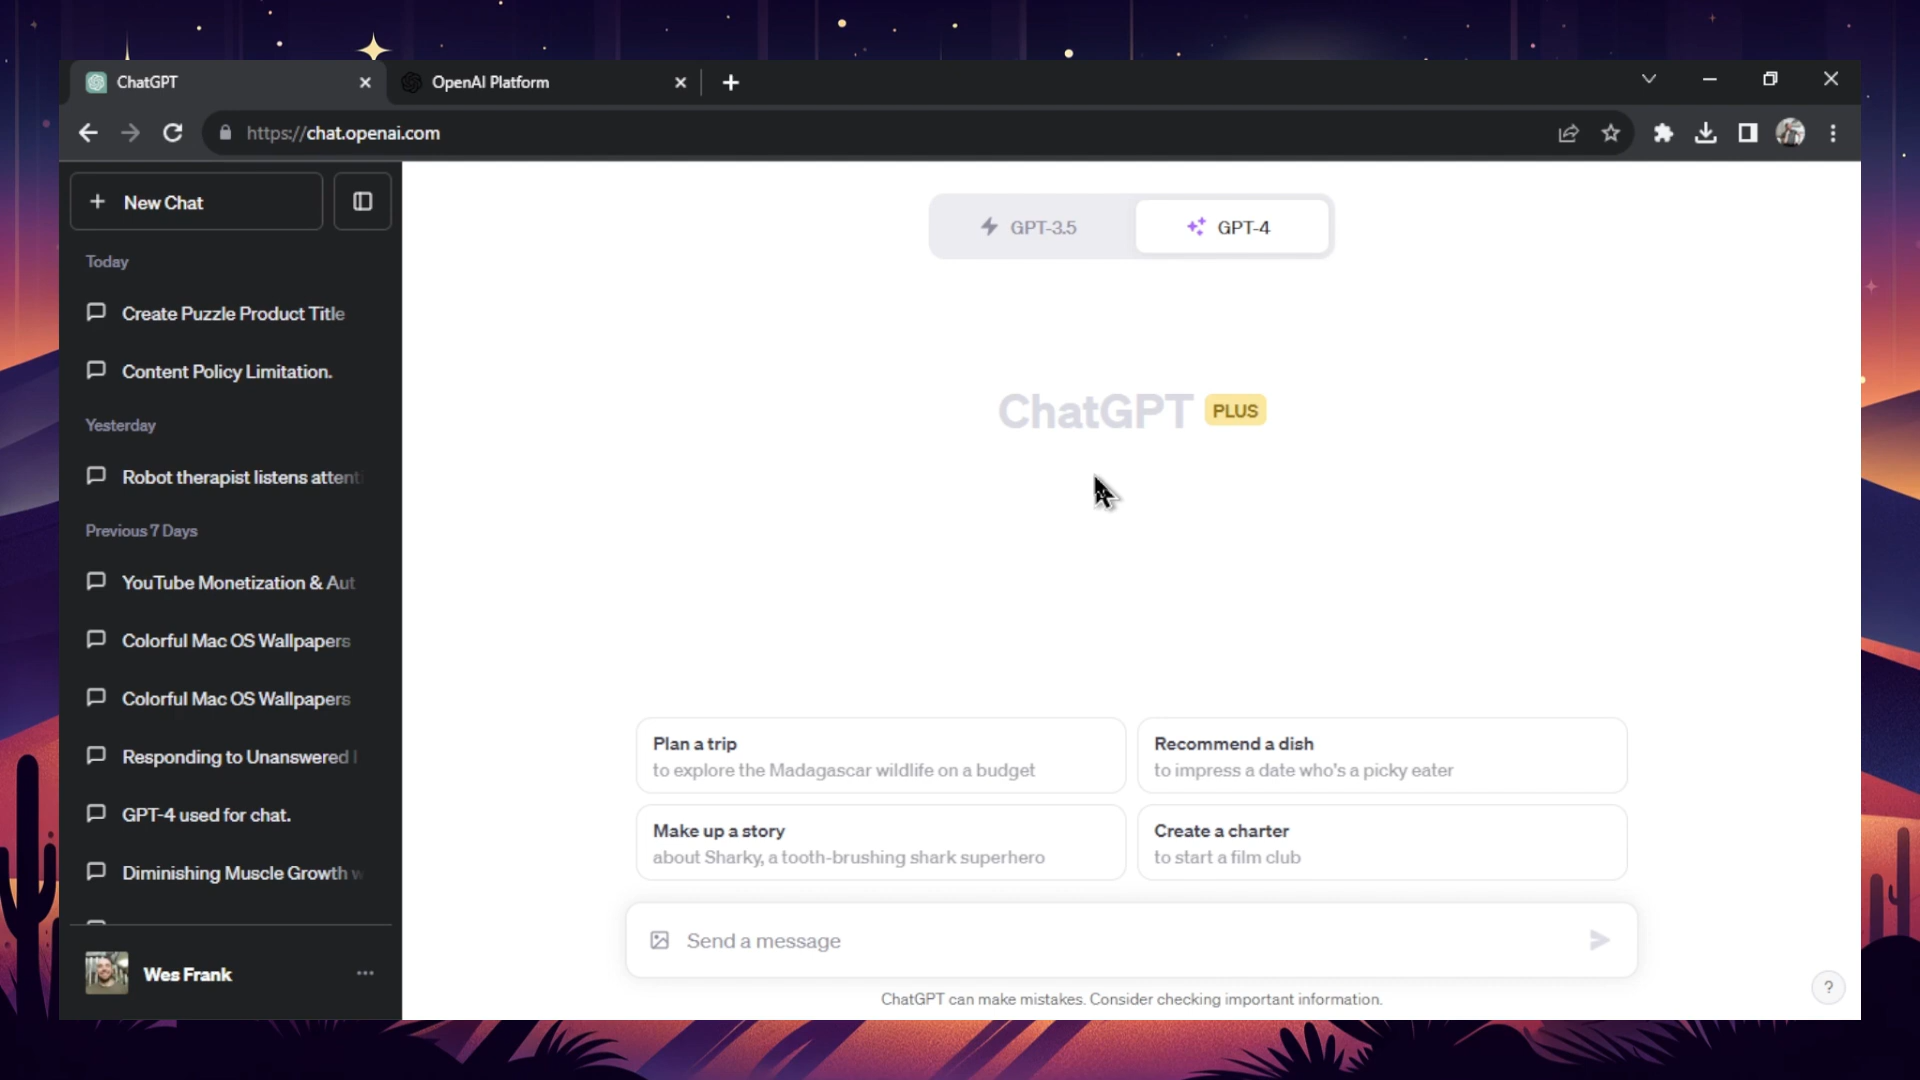 ChatGPT
OpenAI Platform
https://chat.openai.com
New Chat
Today
Create Puzzle Product Title
Content Policy Limitation.
Yesterday
Robot therapist listens attent
Previous 7 Days
YouTube Monetization & Aut
Colorful Mac OS Wallpapers
Colorful Mac OS Wallpapers
Responding to Unanswered
GPT-4 used for chat.
Diminishing Muscle Growth w
Wes Frank
GPT-3.5
GPT-4
ChatGPT PLUS
Plan a trip
to explore the Madagascar wildlife on a budget
Recommend a dish
to impress a date who's a picky eater
Make up a story
about Sharky, a tooth-brushing shark superhero
Create a charter
to start a film club
Send a message
ChatGPT can make mistakes. Consider checking important information.
?